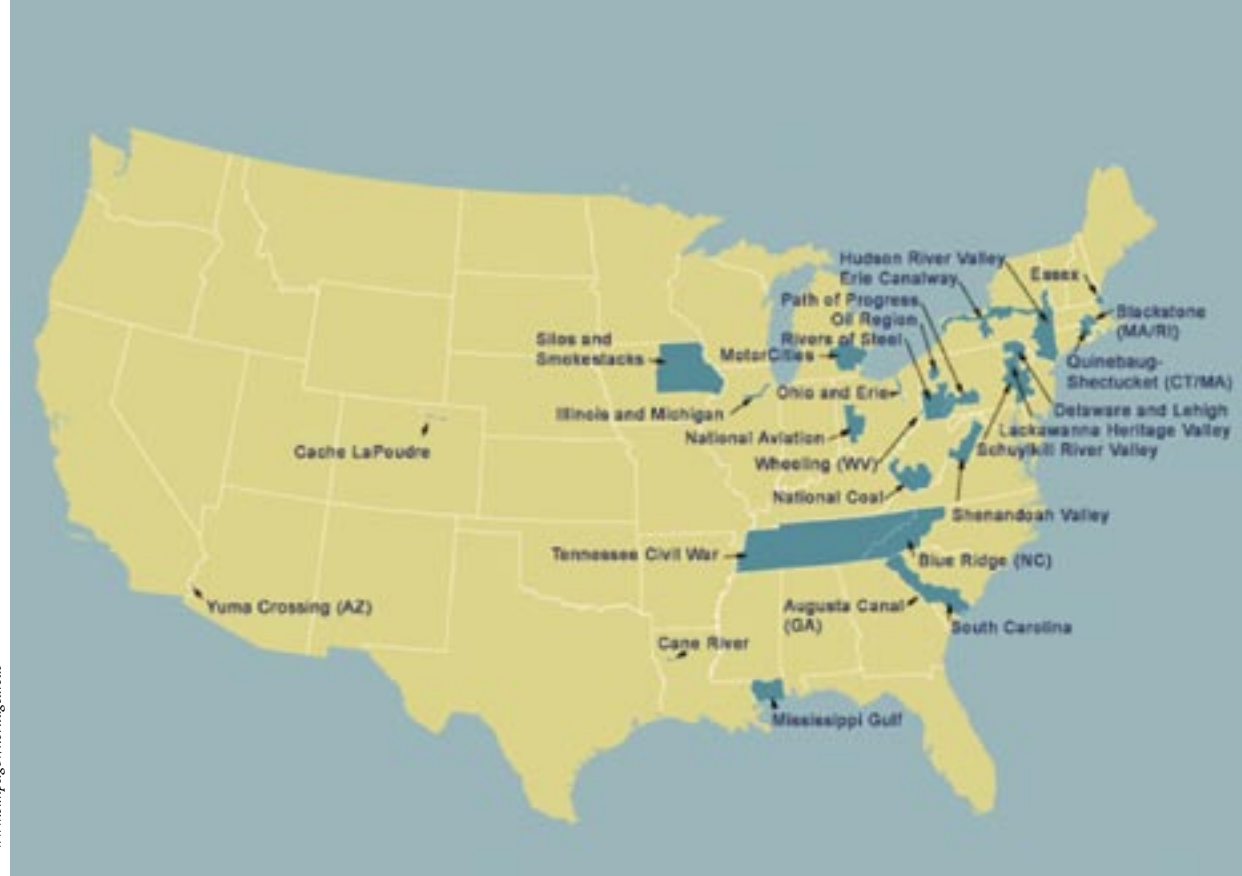 Hudson River Valley
Erie Canalway
Essex
Path of Progress
Oil Region
Blackstone
(MA/RI)
Rivers of Steel
Silos and
Smokestacks
MotorCities
Quinebaug-
Shectucket (CT/MA)
Ohio and Erie
Illinois and Michigan
Delaware and Lehigh
Lackawanna Heritage Valley
National Aviation
Schuylkill River Valley
Cache LaPoudre
Wheeling (WV)
National Coal
Shenandoah Valley
Tennessee Civil War
Blue Ridge (NC)
Yuma Crossing (AZ)
Augusta Canal
(GA)
South Carolina
Cane River
Mississippi Gulf